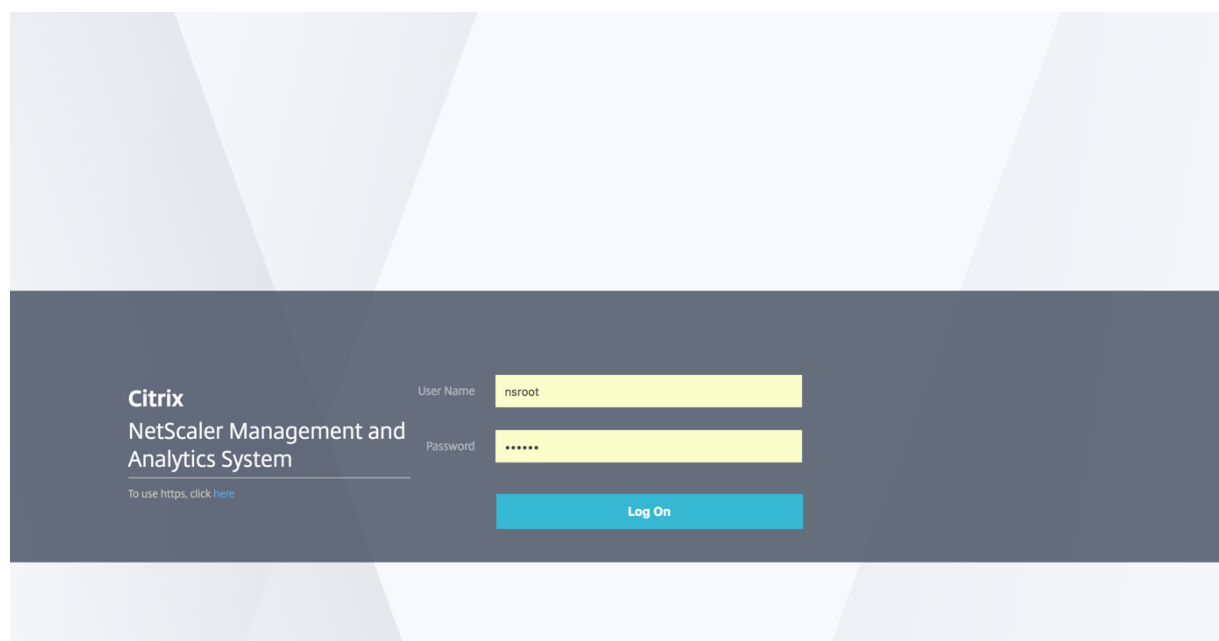 Citrix
NetScaler Management and
Analytics System
To use https, click here
User Name
nsroot
Password
••••••
Log On